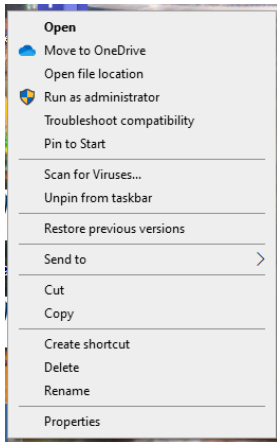 Open
Move to OneDrive
Open file location
Run as administrator
Troubleshoot compatibility
Pin to Start
Scan for Viruses...
Unpin from taskbar
Restore previous versions
Send to
Cut
Copy
Create shortcut
Delete
Rename
Properties